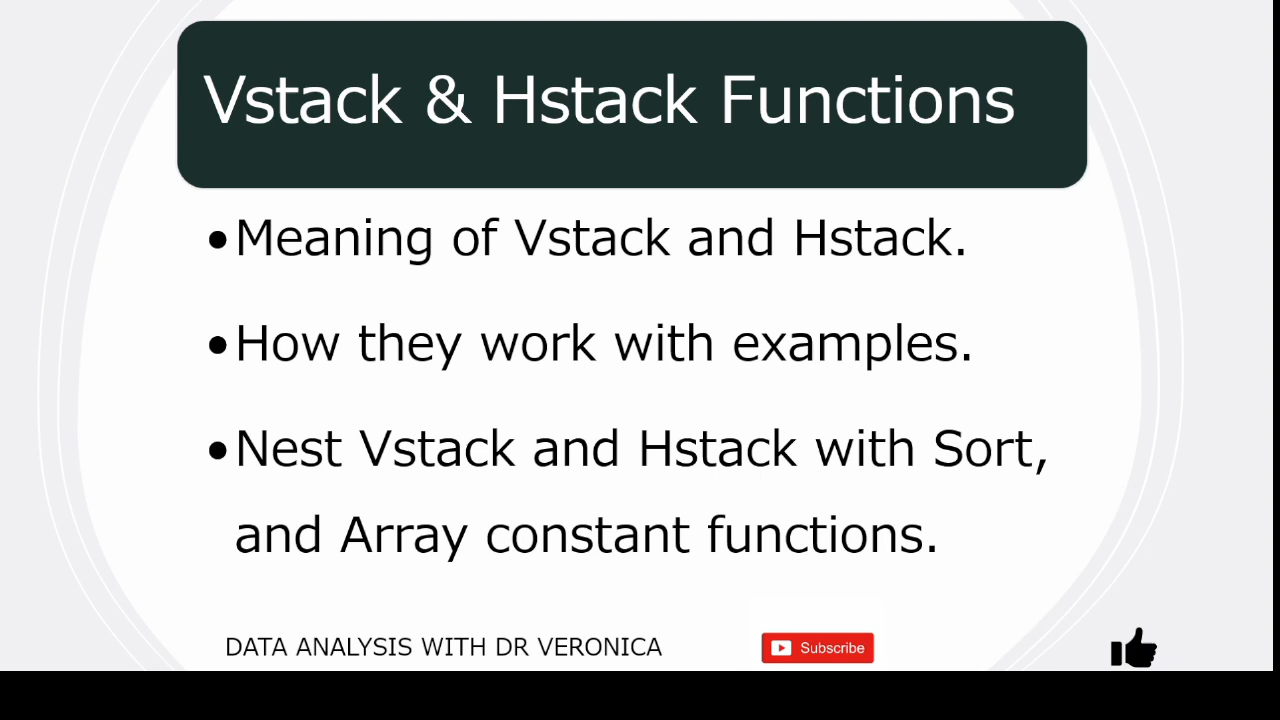 Vstack & Hstack Functions
•Meaning of Vstack and Hstack.
•How they work with examples.
•Nest Vstack and Hstack with Sort,
and Array constant functions.
DATA ANALYSIS WITH DR VERONICA
Subscribe